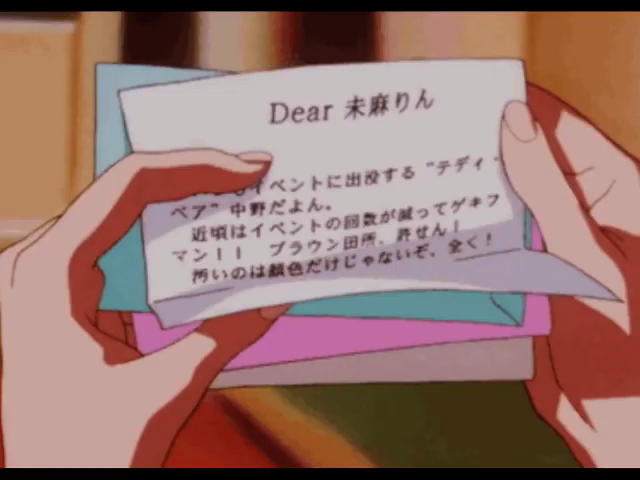 Dear 未麻りん
イベントに出没する“テディ・
ベア”中野だよん。
近頃はイベントの回数が減ってゲキフ
マン！！　ブラウン田所、許せん！
汚いのは顔色だけじゃないぞ、全く！